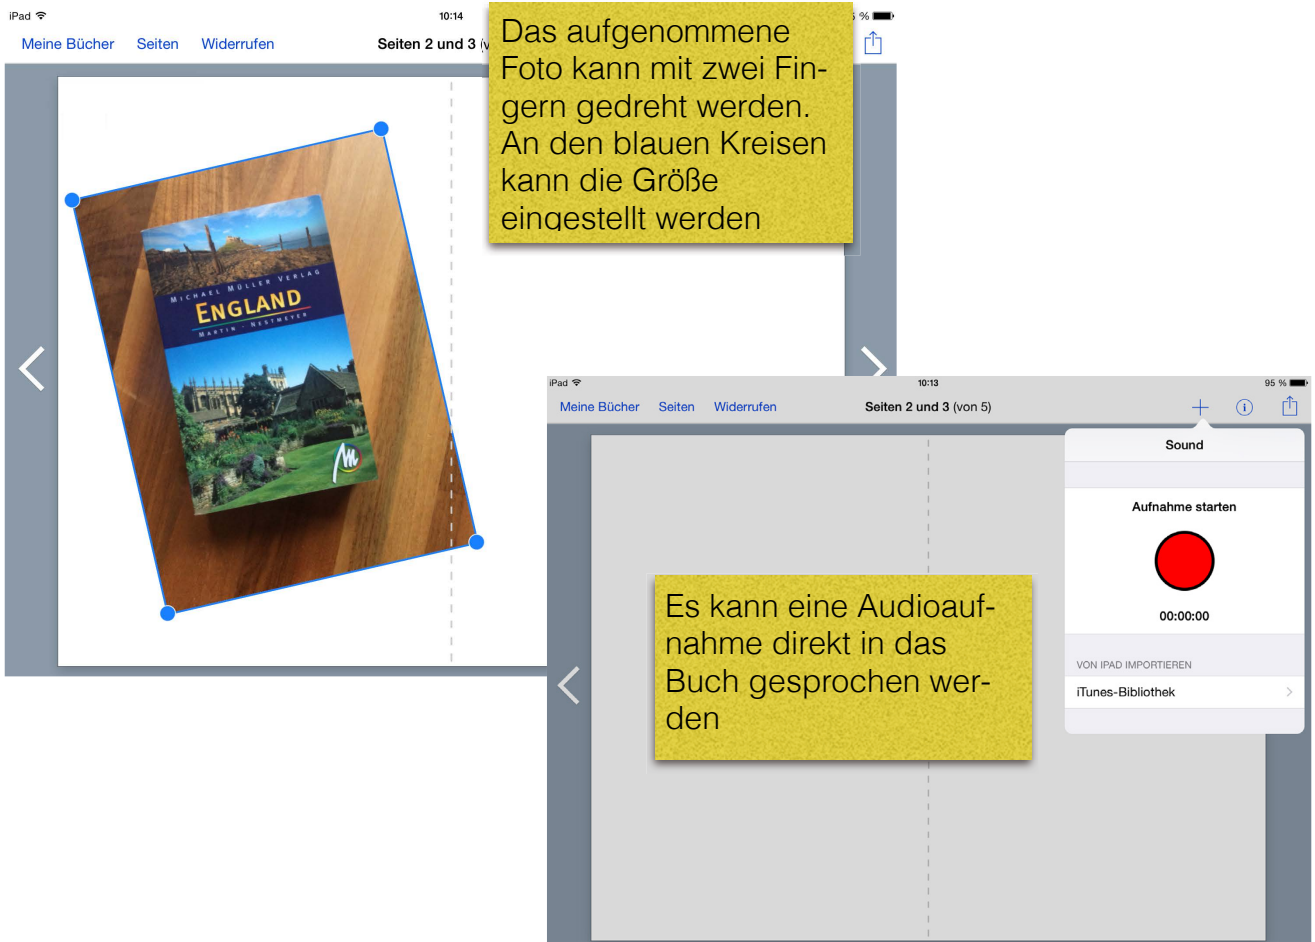 iPad
10:14
%
Meine Bücher Seiten Widerrufen Seiten 2 und 3
Das aufgenommene
Foto kann mit zwei Fin-
gern gedreht werden.
An den blauen Kreisen
kann die Größe
eingestellt werden
MICHAEL MÜLLER VERLAG
ENGLAND
MARTIN · NESTMEYER
M
iPad
10:13
95 %
Meine Bücher Seiten Widerrufen Seiten 2 und 3 (von 5)
Sound
Aufnahme starten
00:00:00
VON IPAD IMPORTIEREN
iTunes-Bibliothek
Es kann eine Audioauf-
nahme direkt in das
Buch gesprochen wer-
den